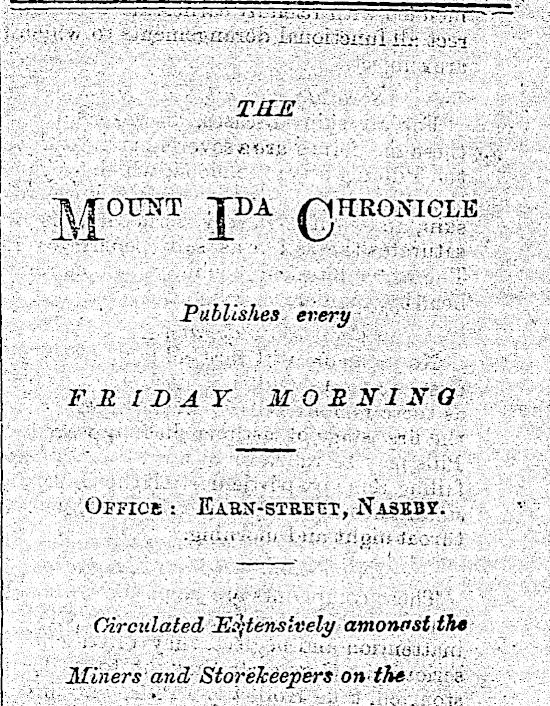 THE
MOUNT IDA CHRONICLE
Publishes every
FRIDAY MORNING
OFFICE: EARN-STREET, NASEBY.
Circulated Extensively amongst the
Miners and Storekeepers on the